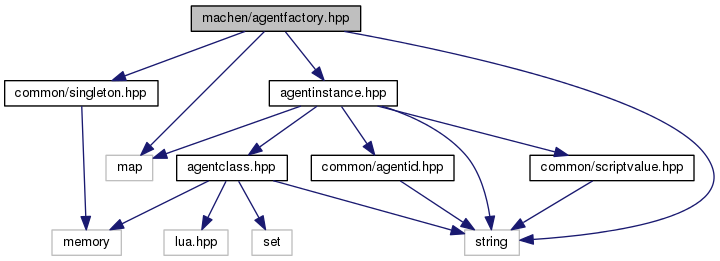 machen/agentfactory.hpp
common/singleton.hpp
agentinstance.hpp
map
agentclass.hpp
common/agentid.hpp
common/scriptvalue.hpp
memory
lua.hpp
set
string